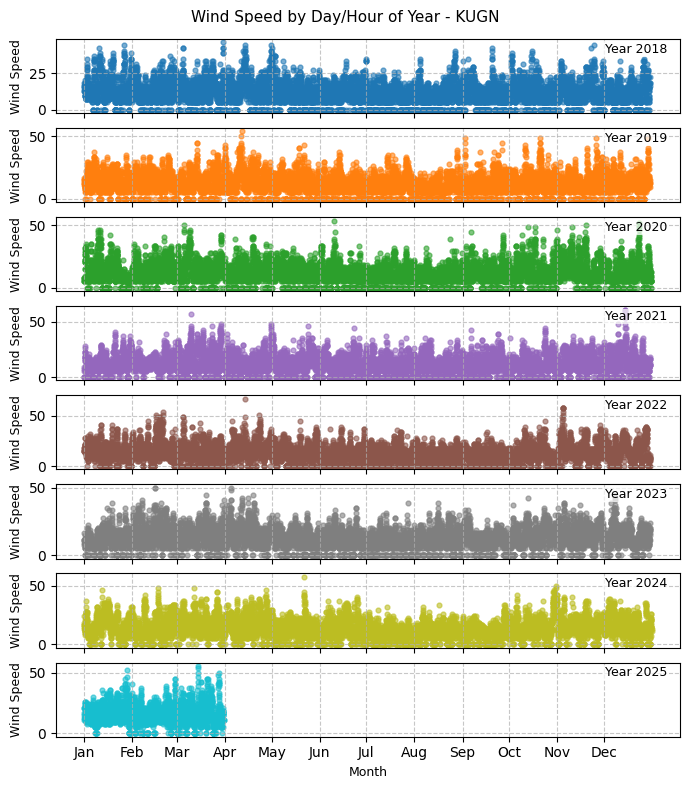 Wind Speed by Day/Hour of Year - KUGN
Wind Speed
25
0
Year 2018
Wind Speed
50
0
Year 2019
Wind Speed
50
0
Year 2020
Wind Speed
50
0
Year 2021
Wind Speed
50
0
Year 2022
Wind Speed
50
0
Year 2023
Wind Speed
50
0
Year 2024
Wind Speed
50
0
Year 2025
Jan Feb Mar Apr May Jun Jul Aug Sep Oct Nov Dec
Month